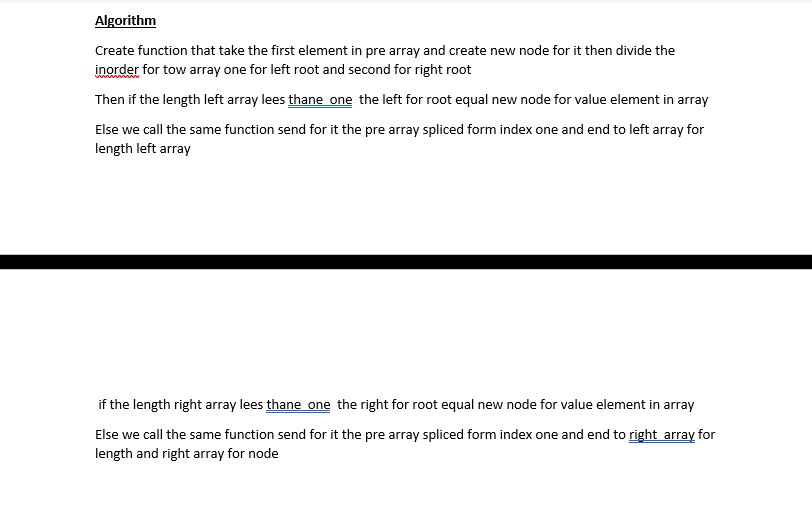 Algorithm
Create function that take the first element in pre array and create new node for it then divide the
inorder for tow array one for left root and second for right root
Then if the length left array lees thane one the left for root equal new node for value element in array
Else we call the same function send for it the pre array spliced form index one and end to left array for
length left array
if the length right array lees thane one the right for root equal new node for value element in array
Else we call the same function send for it the pre array spliced form index one and end to right array for
length and right array for node